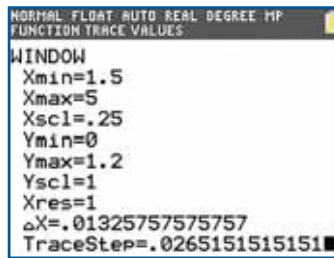 NORMAL FLOAT AUTO REAL DEGREE MP
FUNCTION TRACE VALUES
WINDOW
Xmin=1.5
Xmax=5
Xscl=.25
Ymin=0
Ymax=1.2
Yscl=1
Xres=1
△X=.01325757575757
TraceStep=.0265151515151